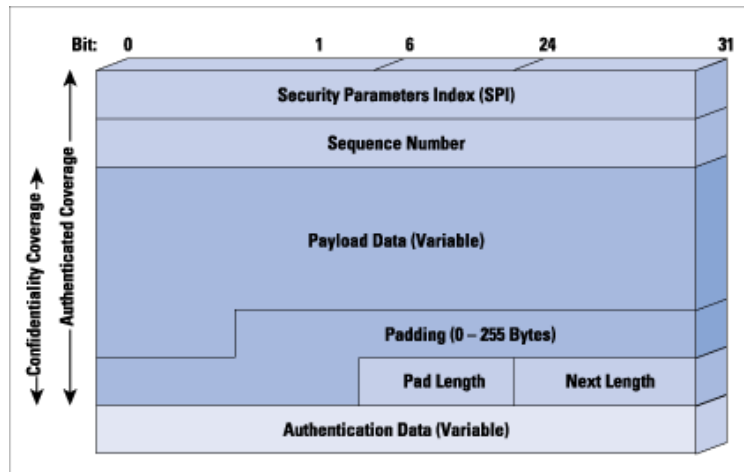 Bit: 0 1 6 24 31
Security Parameters Index (SPI)
Sequence Number
Payload Data (Variable)
Padding (0 – 255 Bytes)
Pad Length Next Length
Authentication Data (Variable)
Confidentiality Coverage
Authenticated Coverage